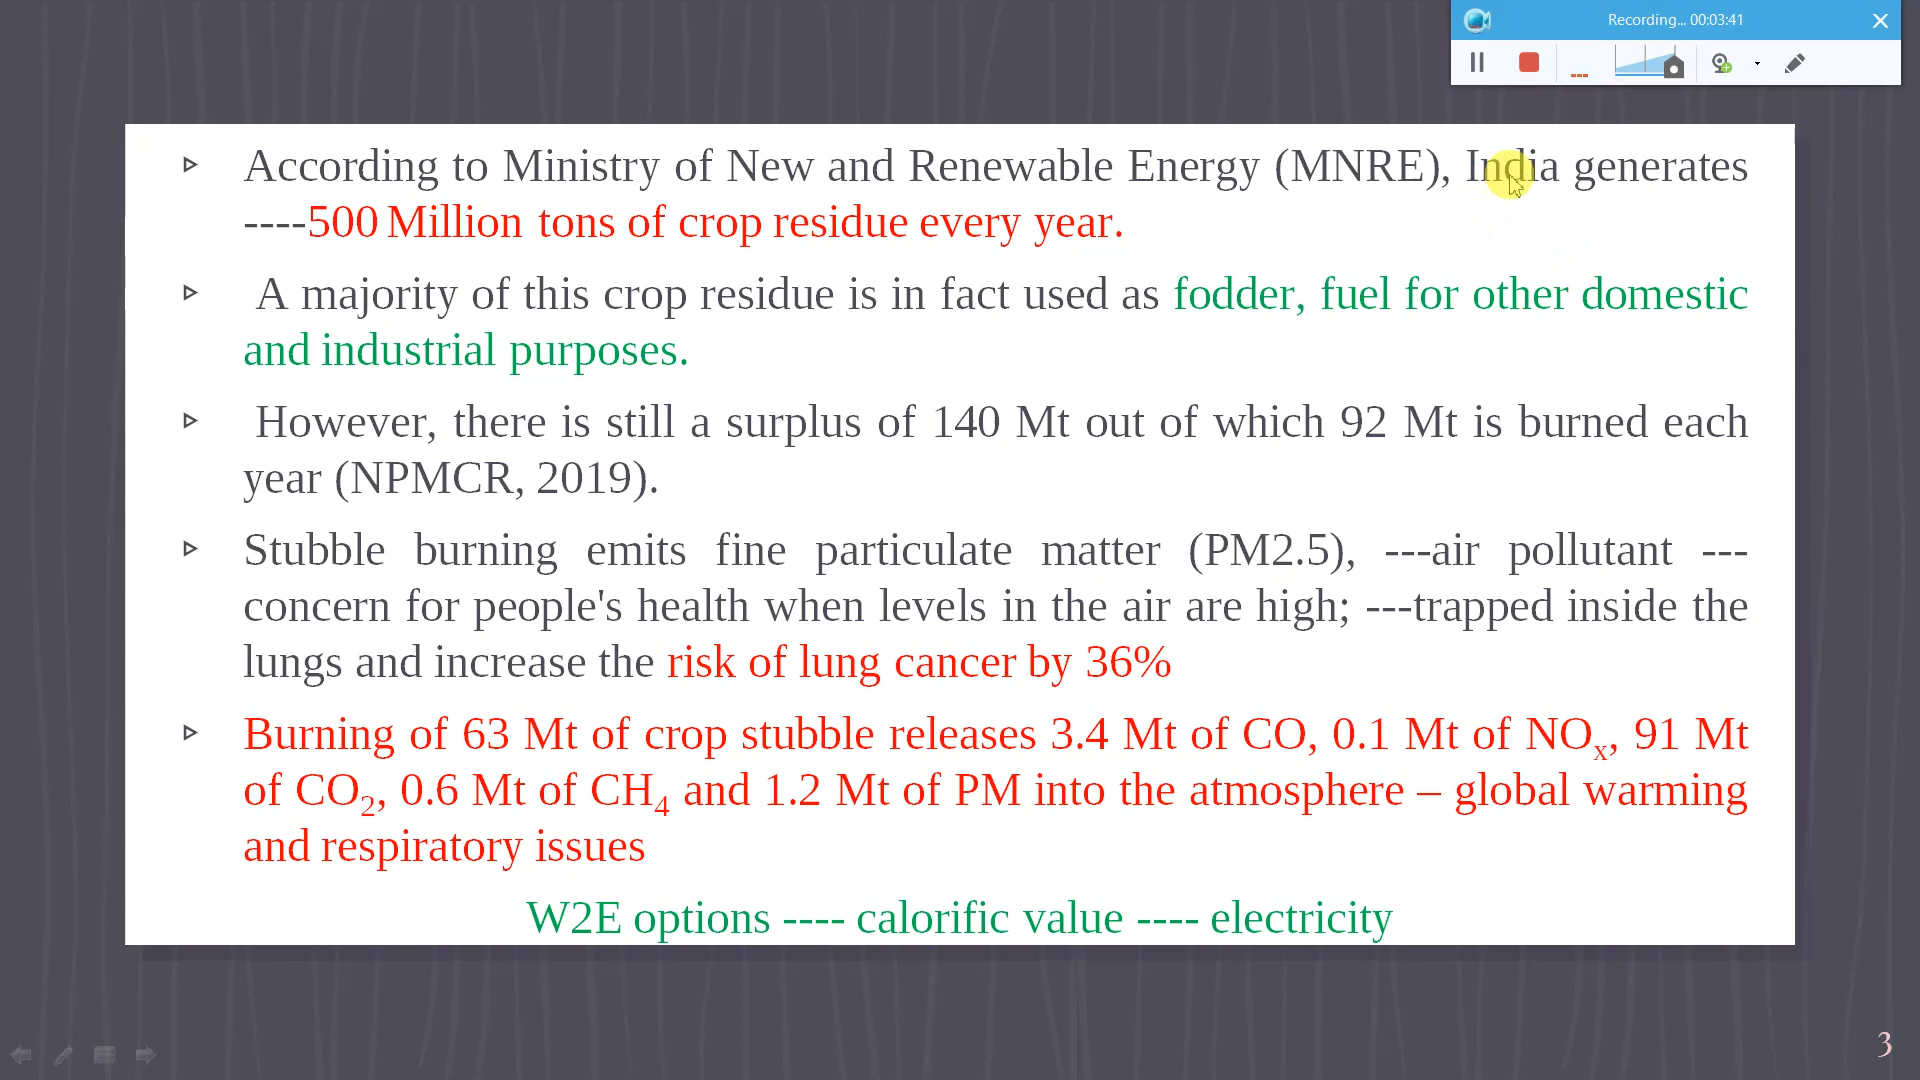 Recording... 00:03:41
According to Ministry of New and Renewable Energy (MNRE), India generates
----500 Million tons of crop residue every year.
A majority of this crop residue is in fact used as fodder, fuel for other domestic
and industrial purposes.
However, there is still a surplus of 140 Mt out of which 92 Mt is burned each
year (NPMCR, 2019).
Stubble burning emits fine particulate matter (PM2.5), ---air pollutant ---
concern for people's health when levels in the air are high; ---trapped inside the
lungs and increase the risk of lung cancer by 36%
Burning of 63 Mt of crop stubble releases 3.4 Mt of CO, 0.1 Mt of NOₓ, 91 Mt
of CO₂, 0.6 Mt of CH₄ and 1.2 Mt of PM into the atmosphere – global warming
and respiratory issues
W2E options ---- calorific value ---- electricity
3